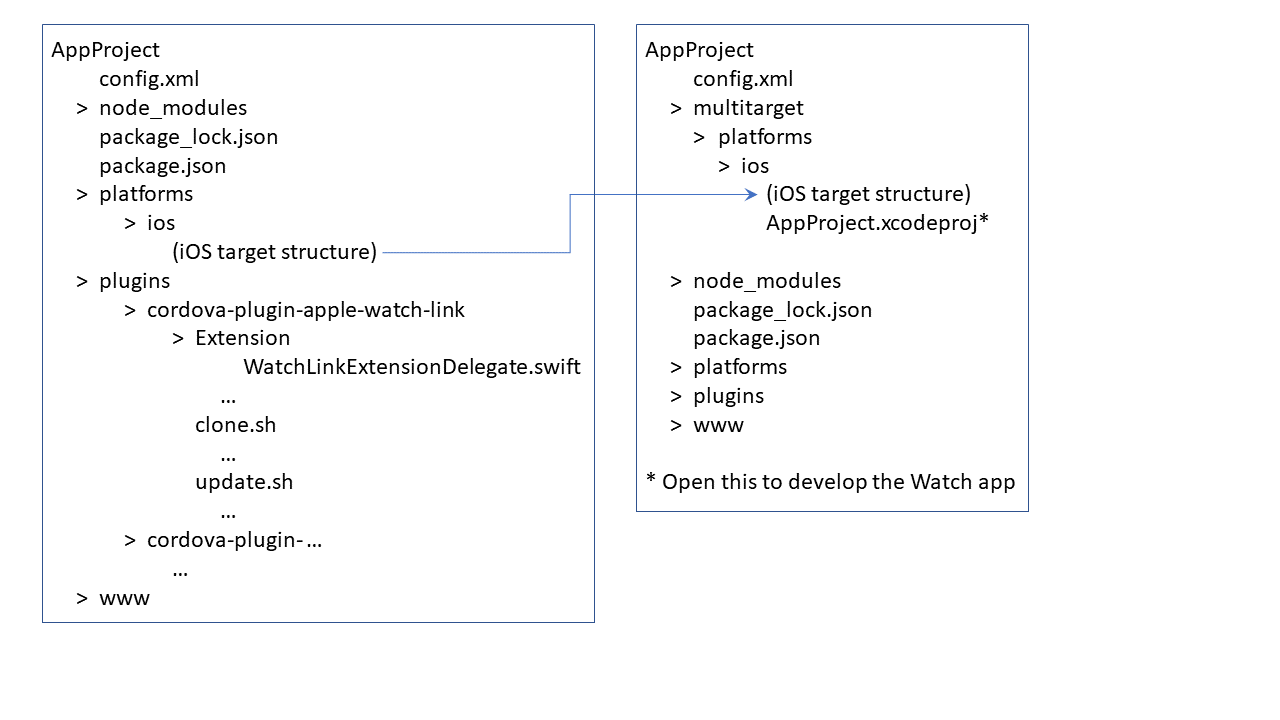 AppProject
config.xml
> node_modules
package_lock.json
package.json
> platforms
> ios
(iOS target structure)
> plugins
> cordova-plugin-apple-watch-link
> Extension
WatchLinkExtensionDelegate.swift
...
clone.sh
...
update.sh
...
> cordova-plugin- ...
...
> www
AppProject
config.xml
> multitarget
> platforms
> ios
(iOS target structure)
AppProject.xcodeproj*
> node_modules
package_lock.json
package.json
> platforms
> plugins
> www
* Open this to develop the Watch app